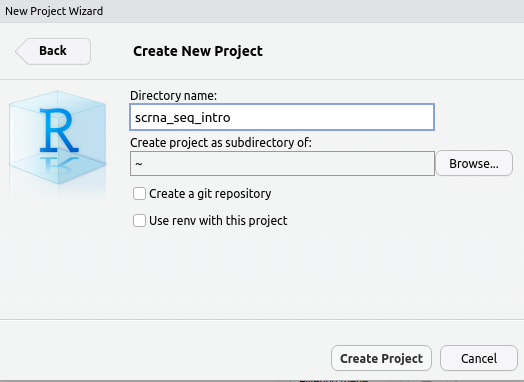 New Project Wizard
Back
Create New Project
R
Directory name:
scrna_seq_intro
Create project as subdirectory of:
~
Browse...
Create a git repository
Use renv with this project
Create Project
Cancel